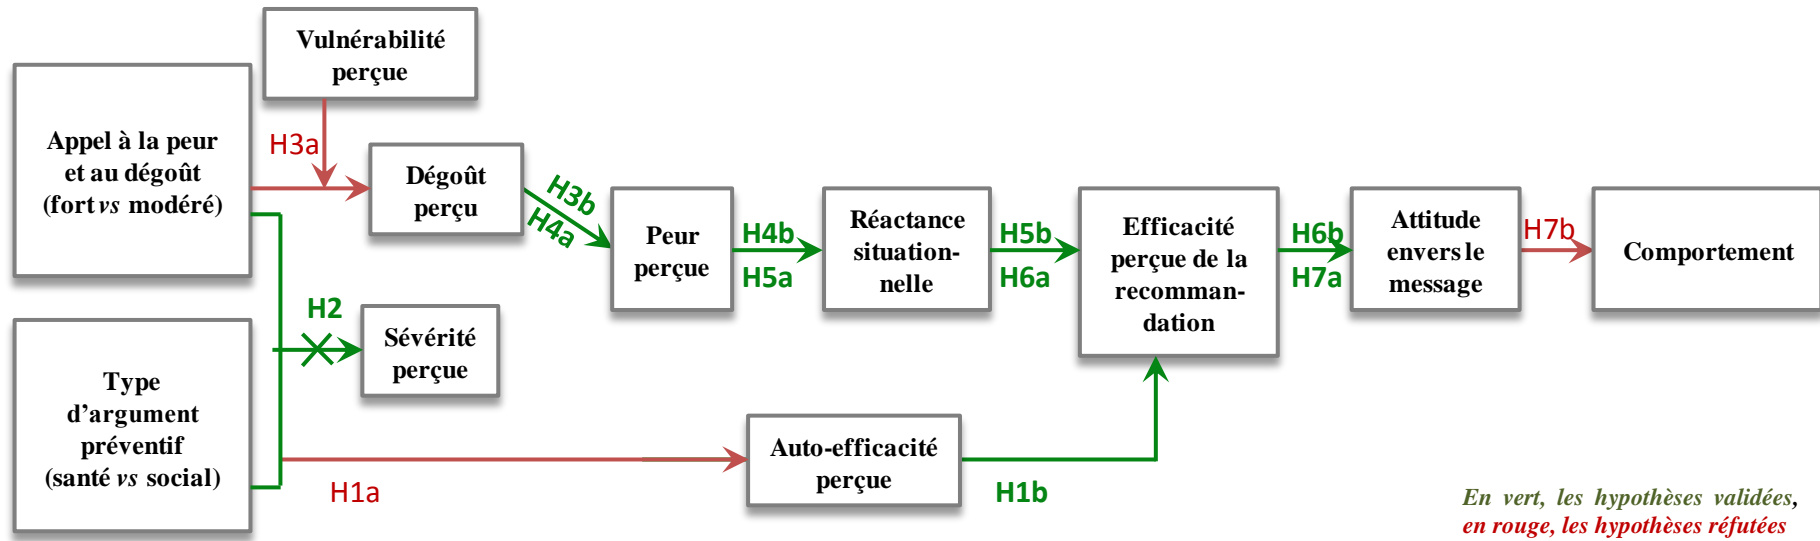 Vulnérabilité
perçue
Appel à la peur
et au dégoût
(fort vs modéré)
H3a
Dégoût
perçu
H3b
H4a
Peur
perçue
H4b
H5a
Réactance
situation-
nelle
H5b
H6a
Efficacité
perçue de la
recomman-
dation
H6b
H7a
Attitude
envers le
message
H7b
Comportement
H2
Sévérité
perçue
Type
d’argument
préventif
(santé vs social)
H1a
Auto-efficacité
perçue
H1b
En vert, les hypothèses validées,
en rouge, les hypothèses réfutées